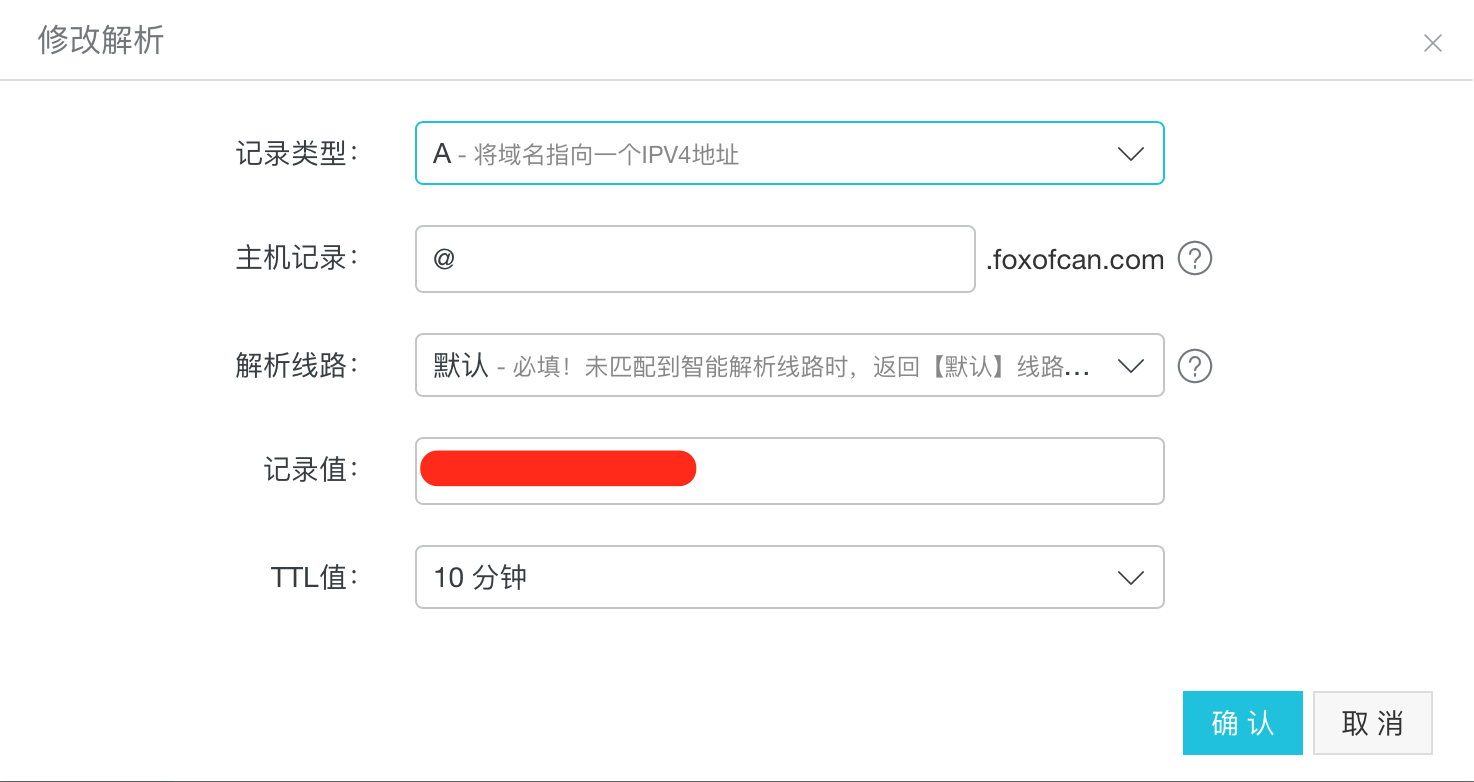 修改解析
记录类型：
A - 将域名指向一个IPV4地址
主机记录：
@
.foxofcan.com
?
解析线路：
默认 - 必填！未匹配到智能解析线路时，返回【默认】线路...
?
记录值：
TTL值：
10 分钟
确 认
取 消